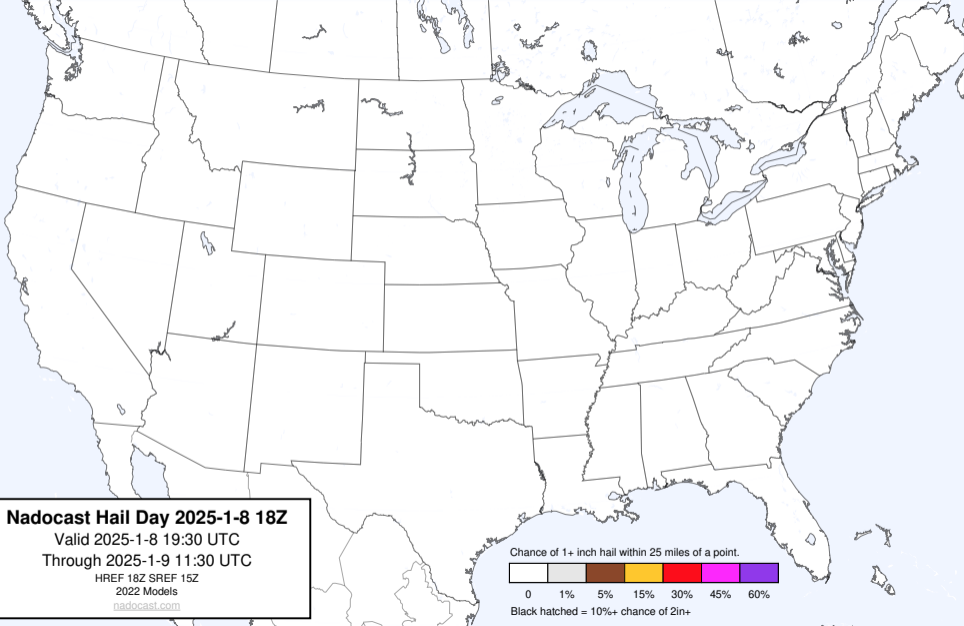 Nadocast Hail Day 2025-1-8 18Z
Valid 2025-1-8 19:30 UTC
Through 2025-1-9 11:30 UTC
HREF 18Z SREF 15Z
2022 Models
nadocast.com
Chance of 1+ inch hail within 25 miles of a point.
0 1% 5% 15% 30% 45% 60%
Black hatched = 10%+ chance of 2in+